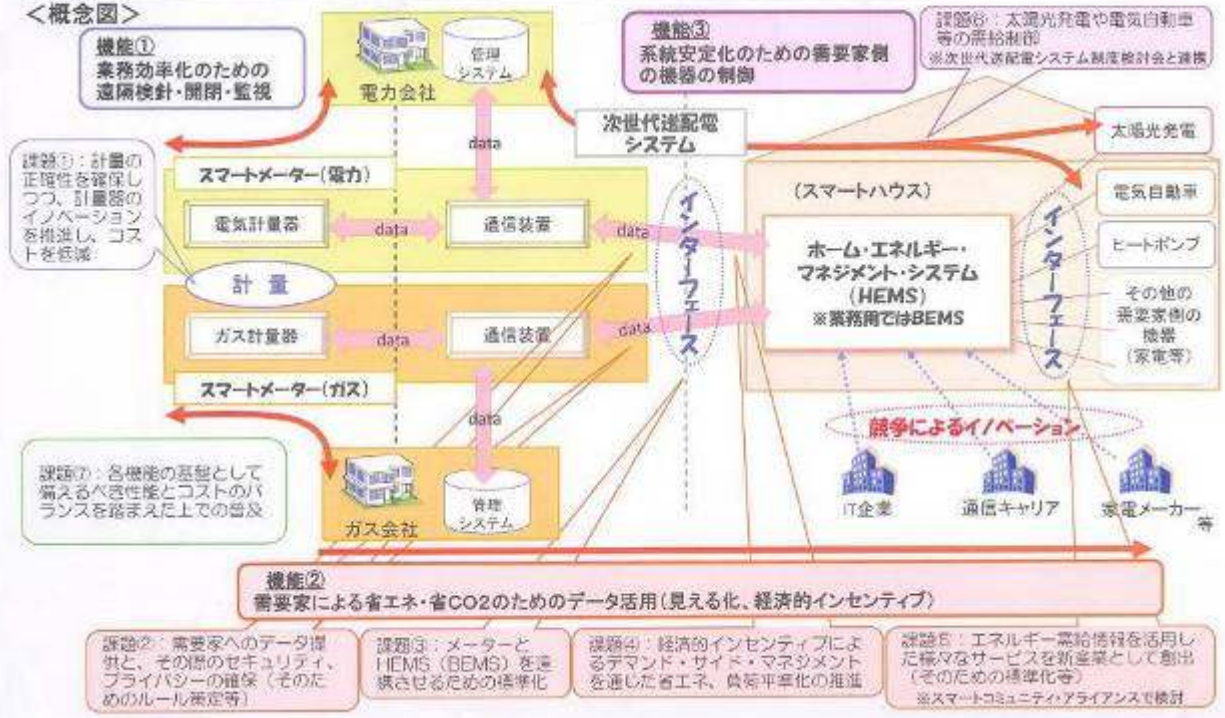 <概念図>
機能①
業務効率化のための
遠隔検針・開閉・監視
電力会社
管理
システム
機能③
系統安定化のための需要家側
の機器の制御
課題⑥:太陽光発電や電気自動車
等の需給制御
※次世代送配電システム制度検討会と連携
次世代送配電
システム
太陽光発電
電気自動車
ヒートポンプ
その他の
需要家側の
機器
(家電等)
課題①:計量の
正確性を確保し
つつ、計量器の
イノベーション
を推進し、コス
トを低減
スマートメーター(電力)
data
電気計量器
data
通信装置
data
計量
ガス計量器
data
通信装置
data
スマートメーター(ガス)
data
インターフェース
(スマートハウス)
ホーム・エネルギー・
マネジメント・システム
(HEMS)
※業務用ではBEMS
インターフェース
競争によるイノベーション
IT企業
通信キャリア
家電メーカー
等
課題⑦:各機能の基盤として
備えるべき性能とコストのバ
ランスを踏まえた上での普及
ガス会社
管理
システム
機能②
需要家による省エネ・省CO2のためのデータ活用(見える化、経済的インセンティブ)
課題②:需要家へのデータ提
供と、その際のセキュリティ、
プライバシーの確保(そのた
めのルール策定等)
課題③:メーターと
HEMS(BEMS)を連
携させるための標準化
課題④:経済的インセンティブによ
るデマンド・サイド・マネジメント
を通じた省エネ、負荷平準化の推進
課題⑤:エネルギー需給情報を活用し
た様々なサービスを新産業として創出
(そのための標準化等)
※スマートコミュニティ・アライアンスで検討